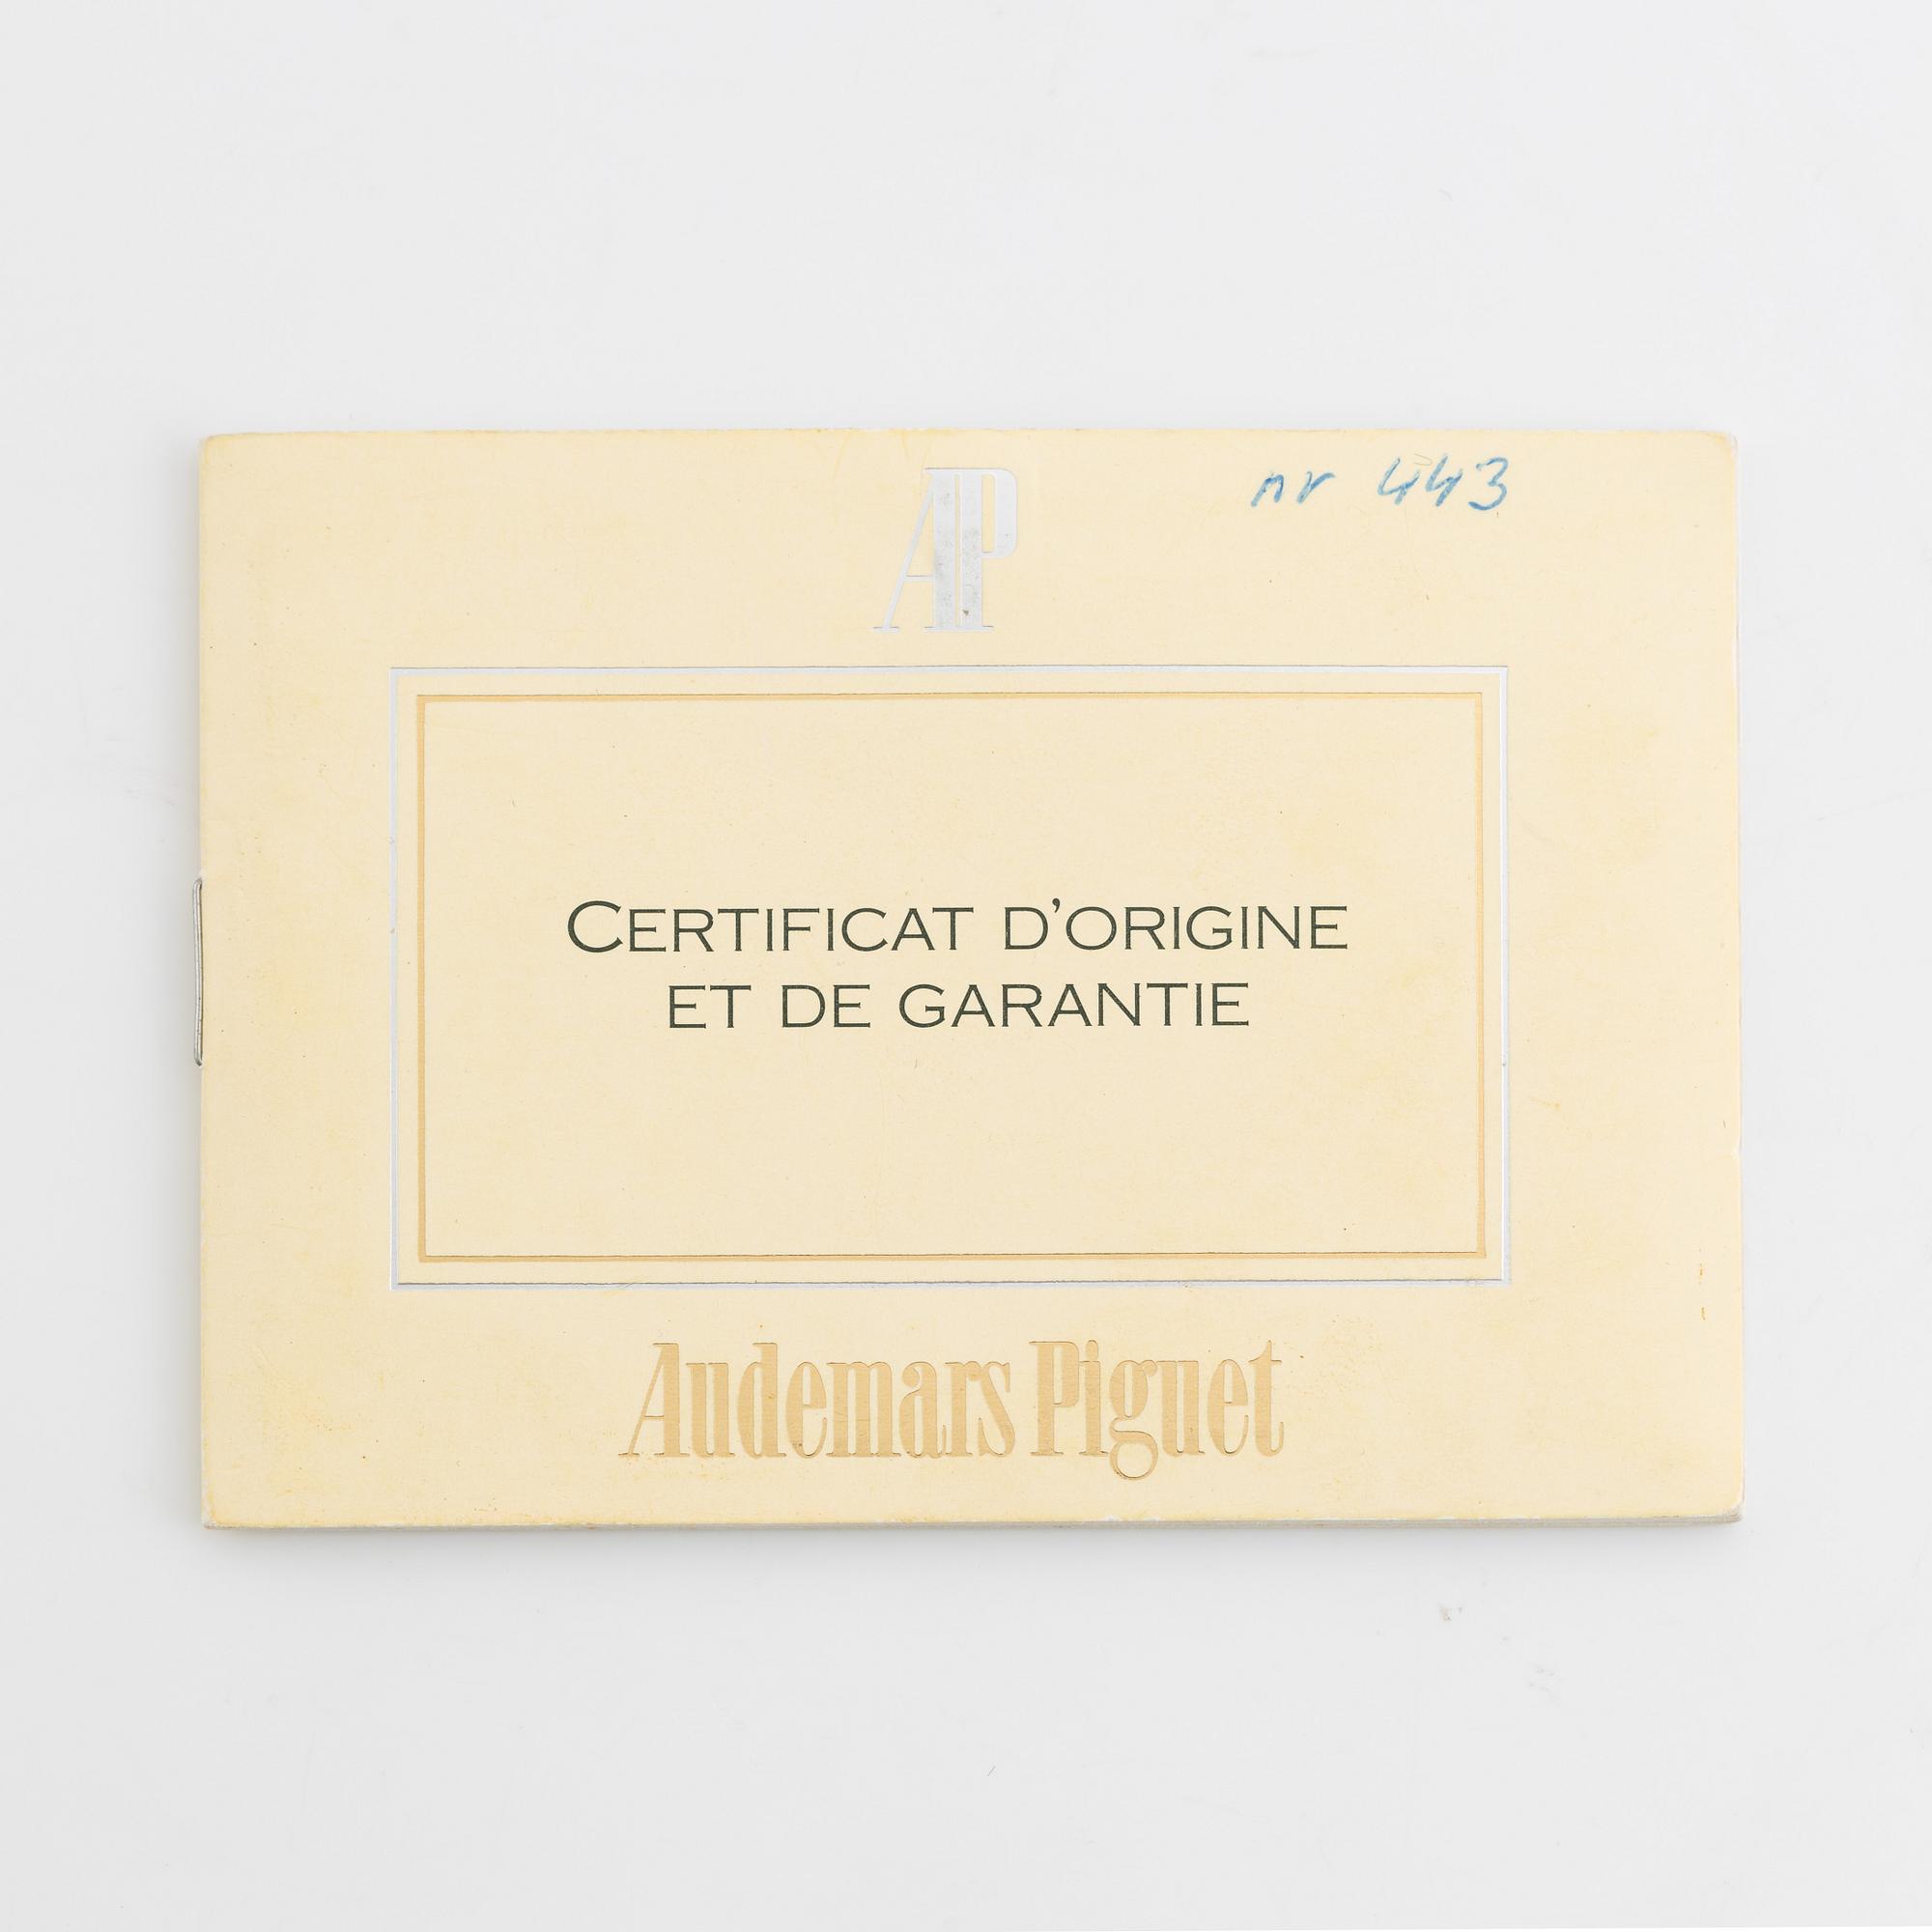 AP
nr 443
CERTIFICAT D'ORIGINE
ET DE GARANTIE
Audemars Piguet